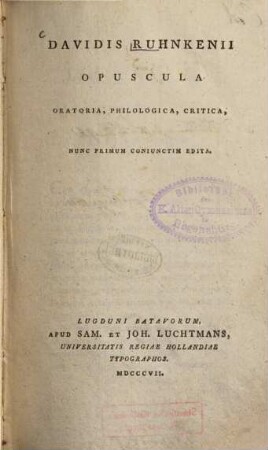 DAVIDIS RUHNKENII
OPUSCULA
ORATORIA, PHILOLOGICA, CRITICA,
NUNC PRIMUM CONIUNCTIM EDITA.
LUGDUNI BATAVORUM,
APUD SAM. ET JOH. LUCHTMANS,
UNIVERSITATIS REGIAE HOLLANDIAE
TYPOGRAPHOS.
MDCCCVII.